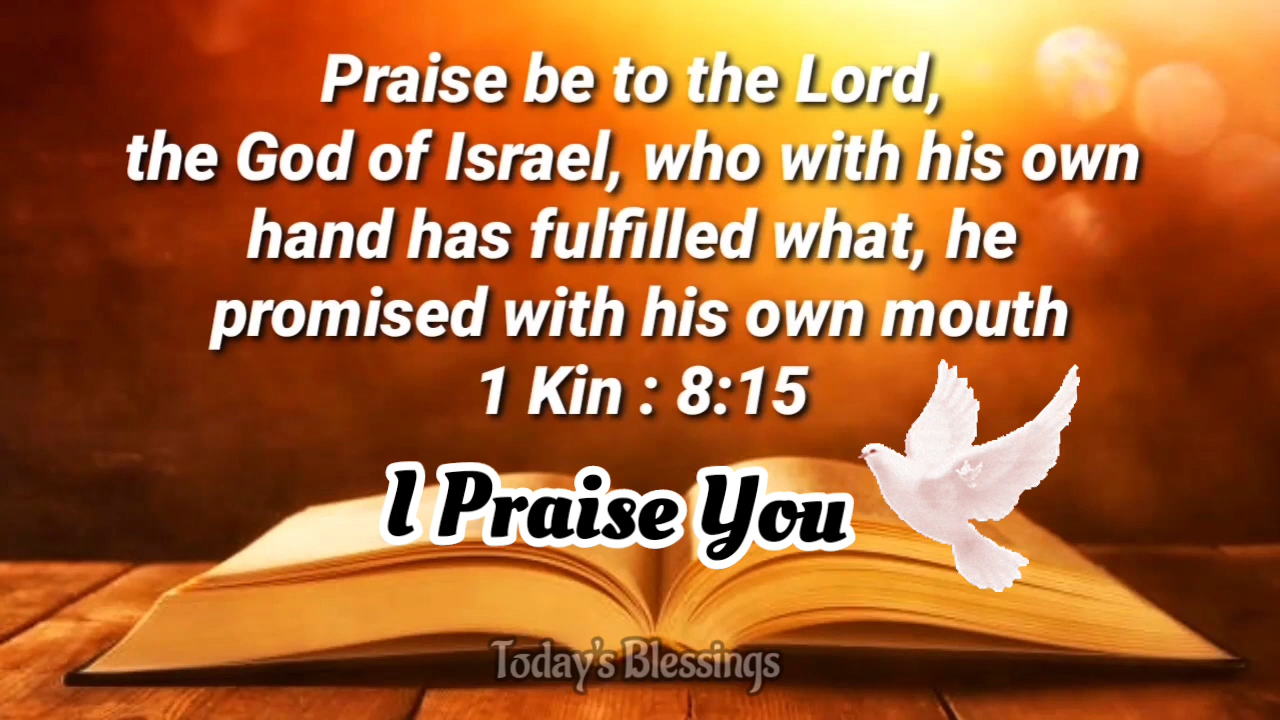 Praise be to the Lord,
the God of Israel, who with his own
hand has fulfilled what, he
promised with his own mouth
1 Kin : 8:15
I Praise You
Today's Blessings